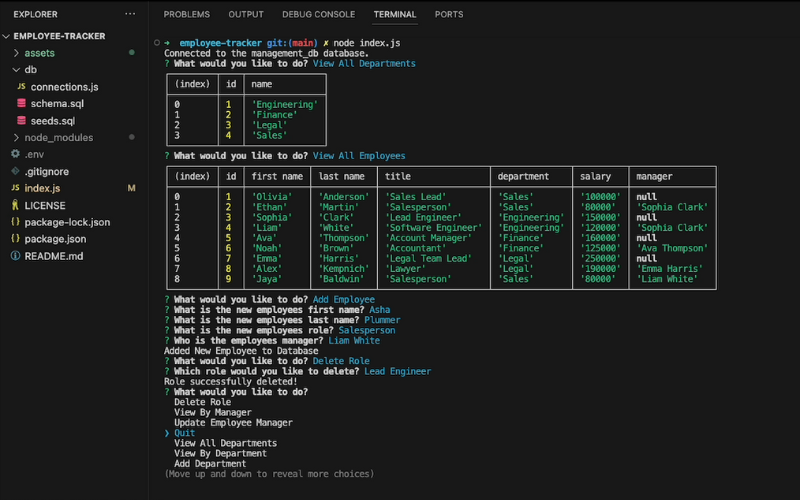 EXPLORER
EMPLOYEE-TRACKER
assets
db
JS connections.js
schema.sql
seeds.sql
node_modules
.env
.gitignore
JS index.js M
LICENSE
{} package-lock.json
{} package.json
README.md
PROBLEMS OUTPUT DEBUG CONSOLE TERMINAL PORTS
➜ employee-tracker git:(main) ✗ node index.js
Connected to the management_db database.
? What would you like to do? View All Departments
(index) id name
0 1 'Engineering'
1 2 'Finance'
2 3 'Legal'
3 4 'Sales'
? What would you like to do? View All Employees
(index) id first name last name title department salary manager
0 1 'Olivia' 'Anderson' 'Sales Lead' 'Sales' '100000' null
1 2 'Ethan' 'Martin' 'Salesperson' 'Sales' '80000' 'Sophia Clark'
2 3 'Sophia' 'Clark' 'Lead Engineer' 'Engineering' '150000' null
3 4 'Liam' 'White' 'Software Engineer' 'Engineering' '120000' 'Sophia Clark'
4 5 'Ava' 'Thompson' 'Account Manager' 'Finance' '160000' null
5 6 'Noah' 'Brown' 'Accountant' 'Finance' '125000' 'Ava Thompson'
6 7 'Emma' 'Harris' 'Legal Team Lead' 'Legal' '250000' null
7 8 'Alex' 'Kempnich' 'Lawyer' 'Legal' '190000' 'Emma Harris'
8 9 'Jaya' 'Baldwin' 'Salesperson' 'Sales' '80000' 'Liam White'
? What would you like to do? Add Employee
? What is the new employees first name? Asha
? What is the new employees last name? Plummer
? What is the new employees role? Salesperson
? Who is the employees manager? Liam White
Added New Employee to Database
? What would you like to do? Delete Role
? Which role would you like to delete? Lead Engineer
Role successfully deleted!
? What would you like to do?
Delete Role
View By Manager
Update Employee Manager
❯ Quit
View All Departments
View By Department
Add Department
(Move up and down to reveal more choices)